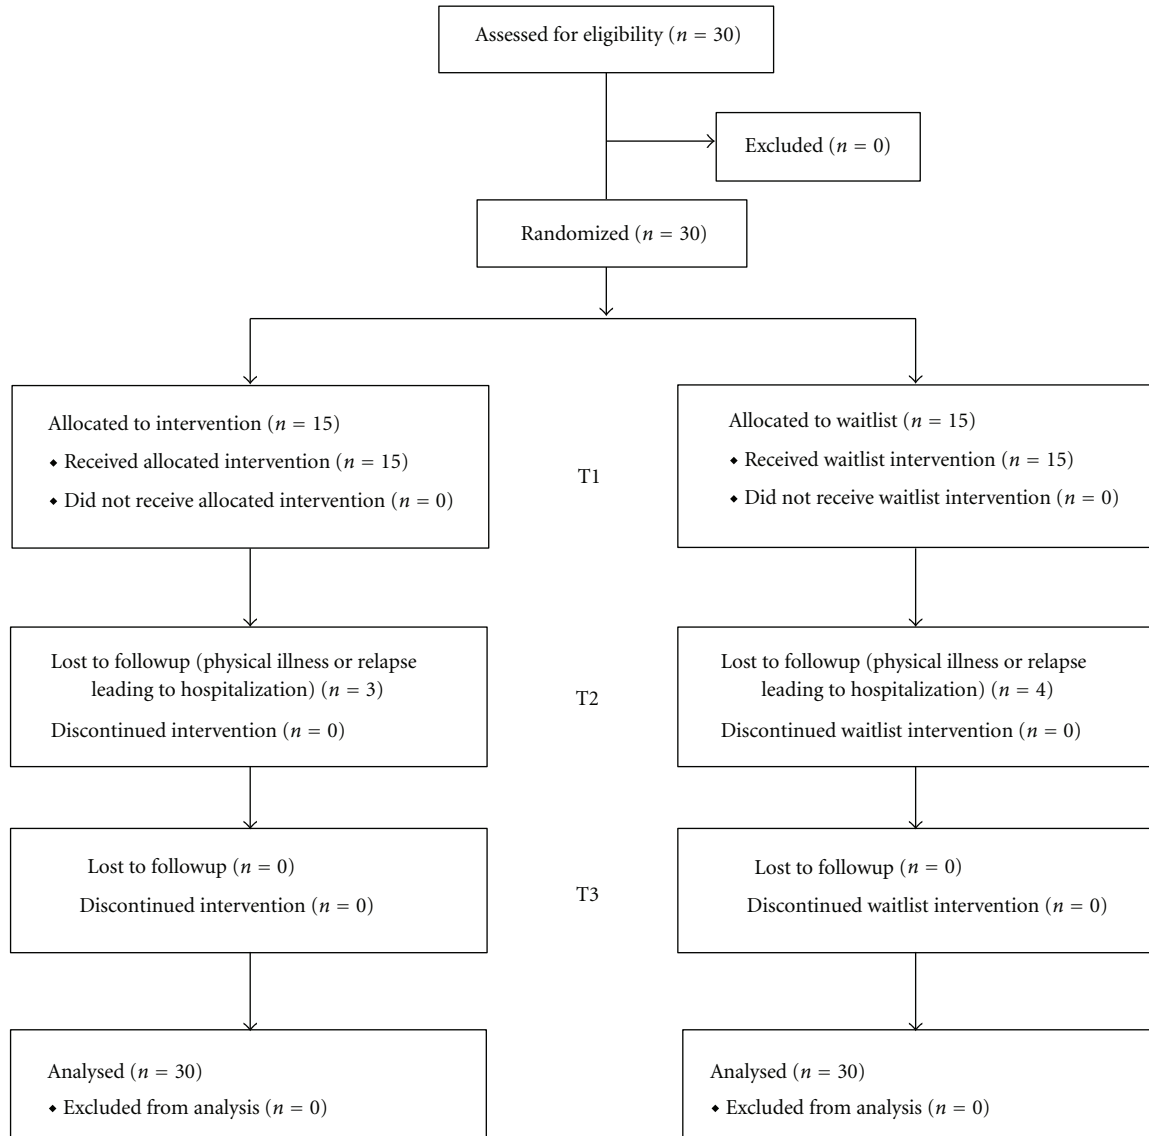 Assessed for eligibility (n = 30)
Excluded (n = 0)
Randomized (n = 30)
Allocated to intervention (n = 15)
⬥ Received allocated intervention (n = 15)
⬥ Did not receive allocated intervention (n = 0)
T1
Allocated to waitlist (n = 15)
⬥ Received waitlist intervention (n = 15)
⬥ Did not receive waitlist intervention (n = 0)
Lost to followup (physical illness or relapse
leading to hospitalization) (n = 3)
Discontinued intervention (n = 0)
T2
Lost to followup (physical illness or relapse
leading to hospitalization) (n = 4)
Discontinued waitlist intervention (n = 0)
Lost to followup (n = 0)
Discontinued intervention (n = 0)
T3
Lost to followup (n = 0)
Discontinued waitlist intervention (n = 0)
Analysed (n = 30)
⬥ Excluded from analysis (n = 0)
Analysed (n = 30)
⬥ Excluded from analysis (n = 0)